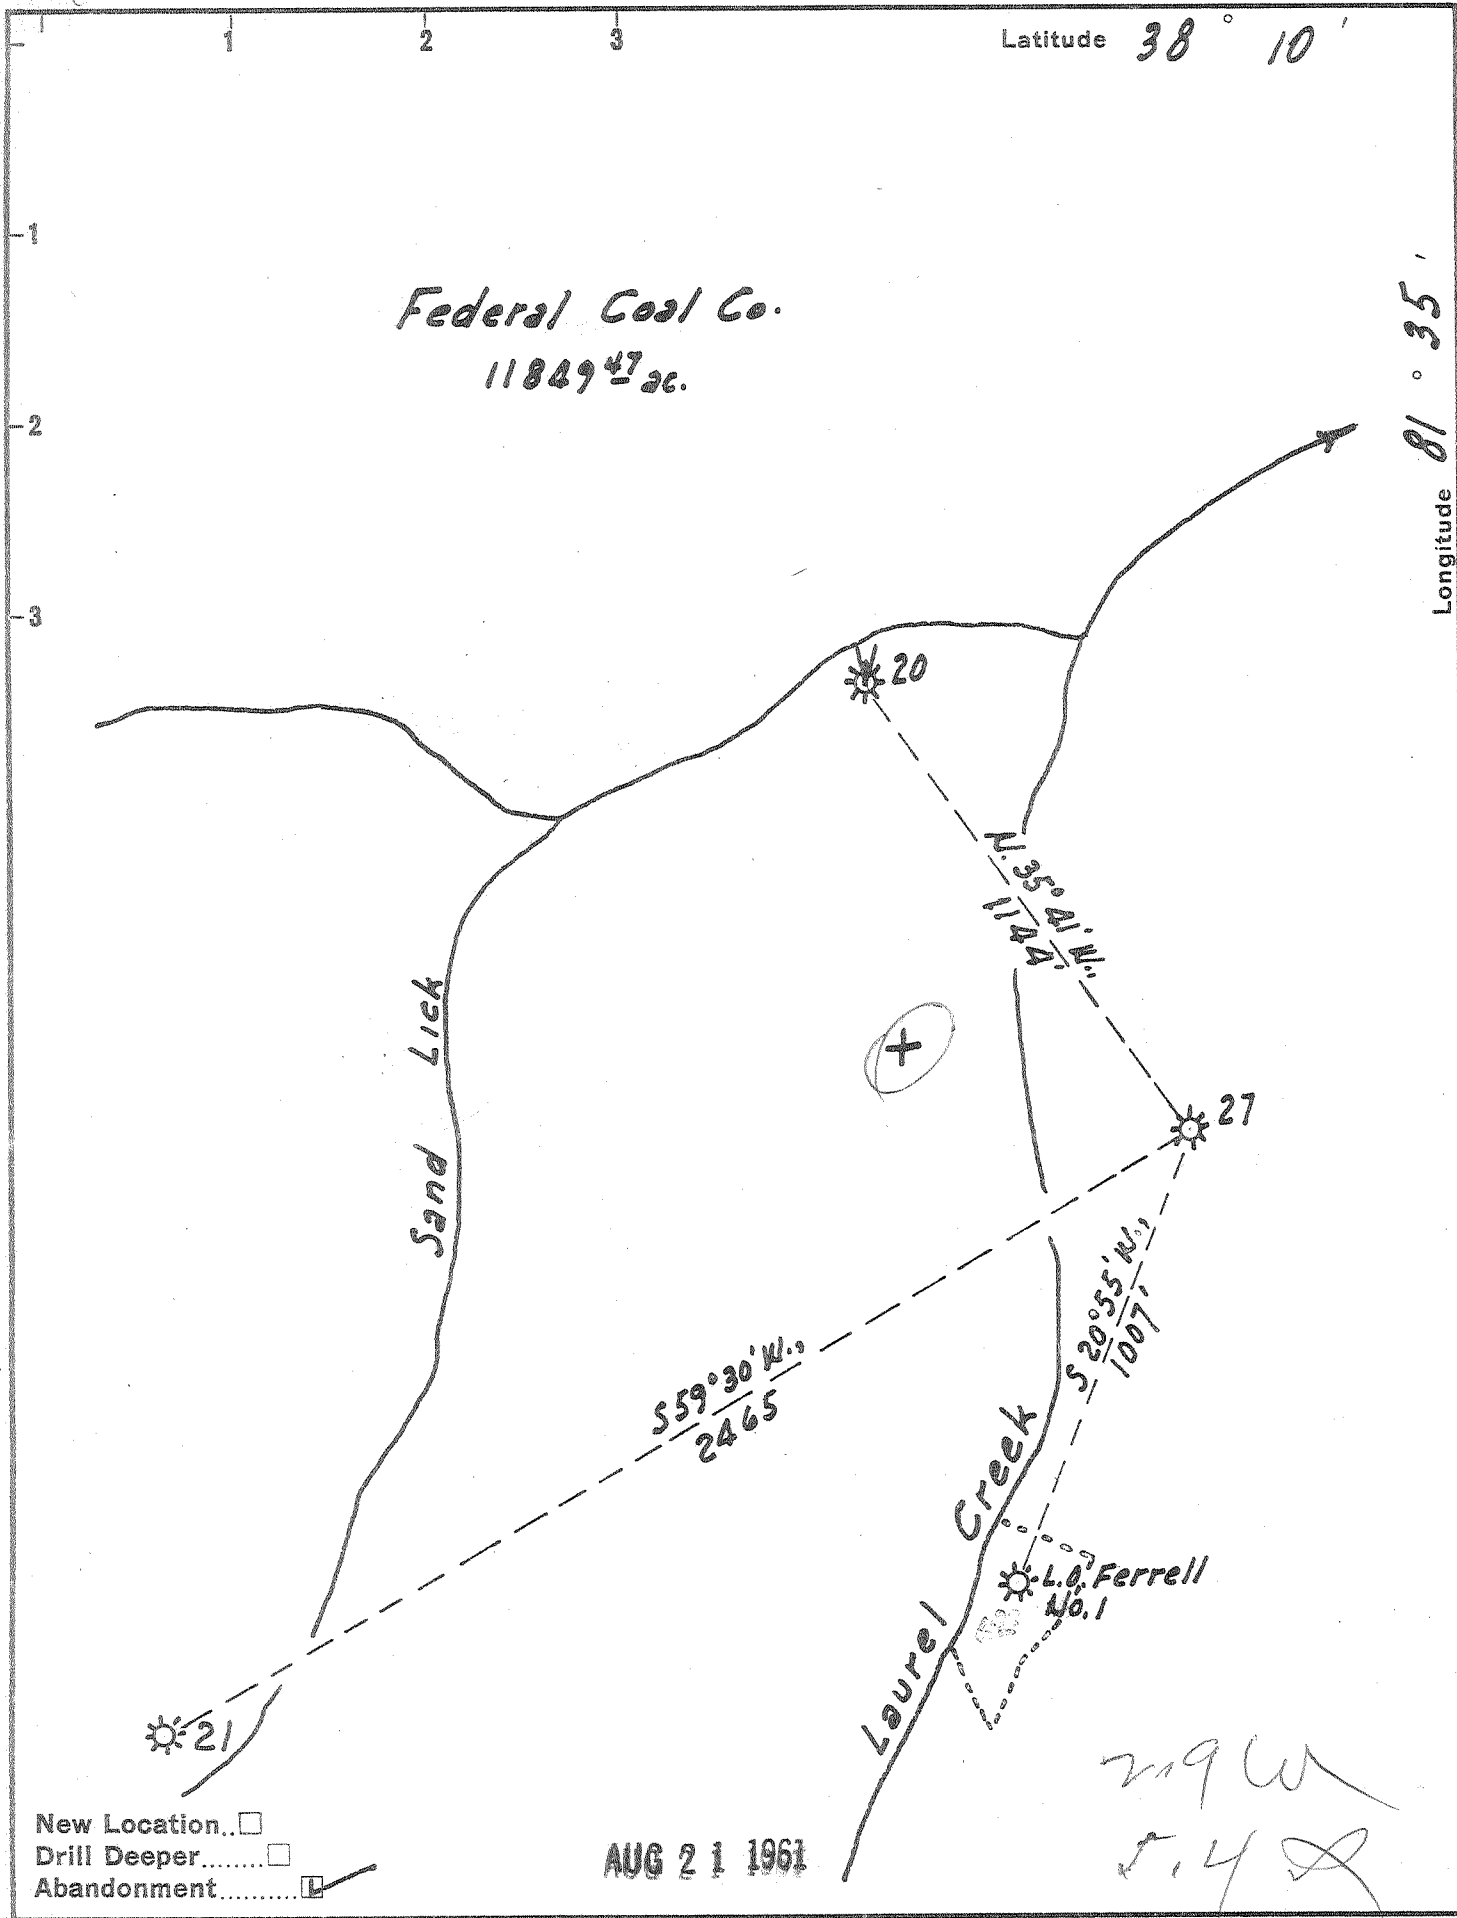 1 2 3
Latitude 38° 10'
1
2
3
Longitude 81° 35'
Federal Coal Co.
11849 47 ac.
20
N. 35° 41' W.,
1144'
27
Sand Lick
S 20° 55' W.,
1007'
S 59° 30' W.,
2465
Laurel Creek
L.O. Ferrell
No. 1
21
New Location..
Drill Deeper........
Abandonment..........
AUG 21 1961
5.4